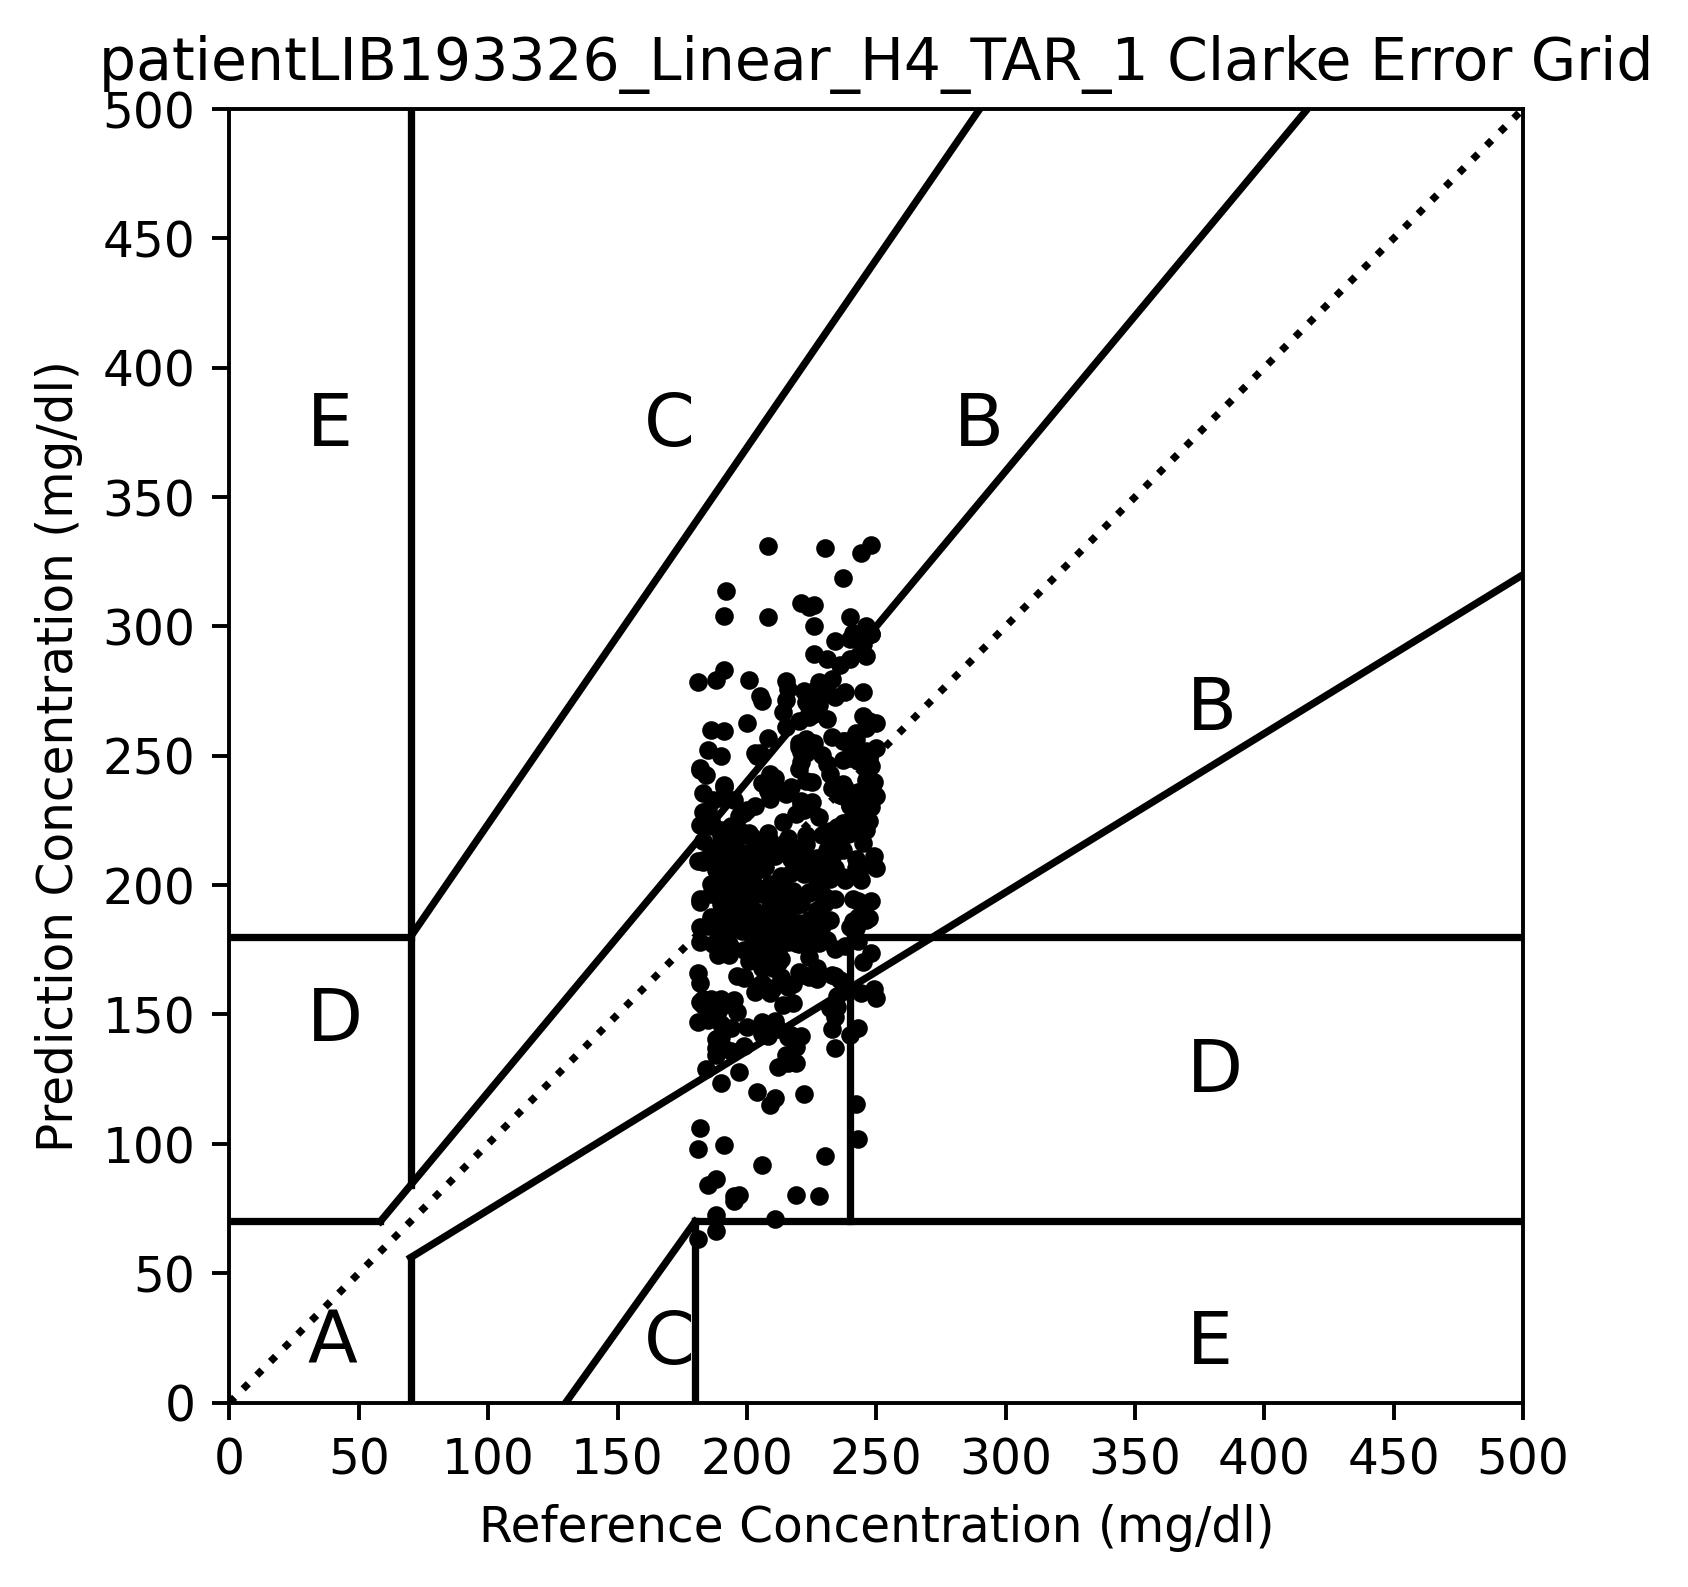 patientLIB193326_Linear_H4_TAR_1 Clarke Error Grid
500
450
400
350
300
250
200
150
100
50
0
Prediction Concentration (mg/dl)
E
C
B
B
D
D
A
C
E
0 50 100 150 200 250 300 350 400 450 500
Reference Concentration (mg/dl)